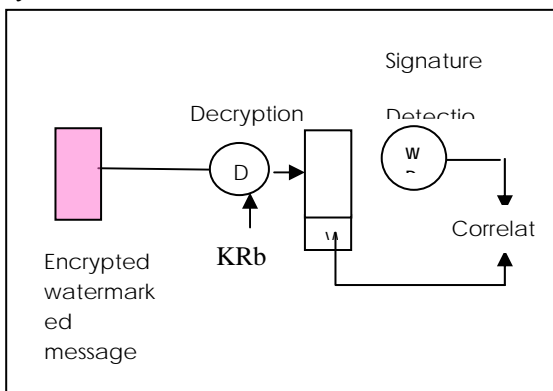 Signature
Detectio
Decryption
W
D
Correlat
KRb
Encrypted
watermark
ed
message